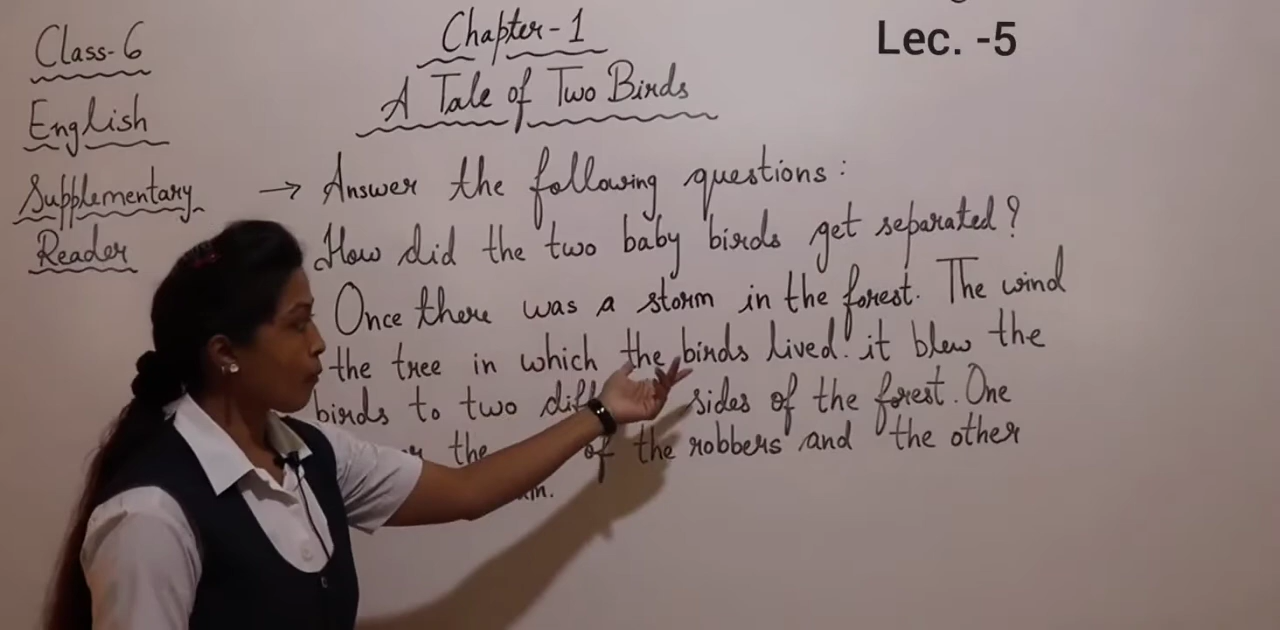 Class-6
English
Supplementary
Reader
Lec. -5
Chapter-1
A Tale of Two Birds
→ Answer the following questions:
How did the two baby birds get separated?
Once there was a storm in the forest. The wind
the tree in which the birds lived. it blew the
birds to two sides of the forest. One
the of the robbers and the other